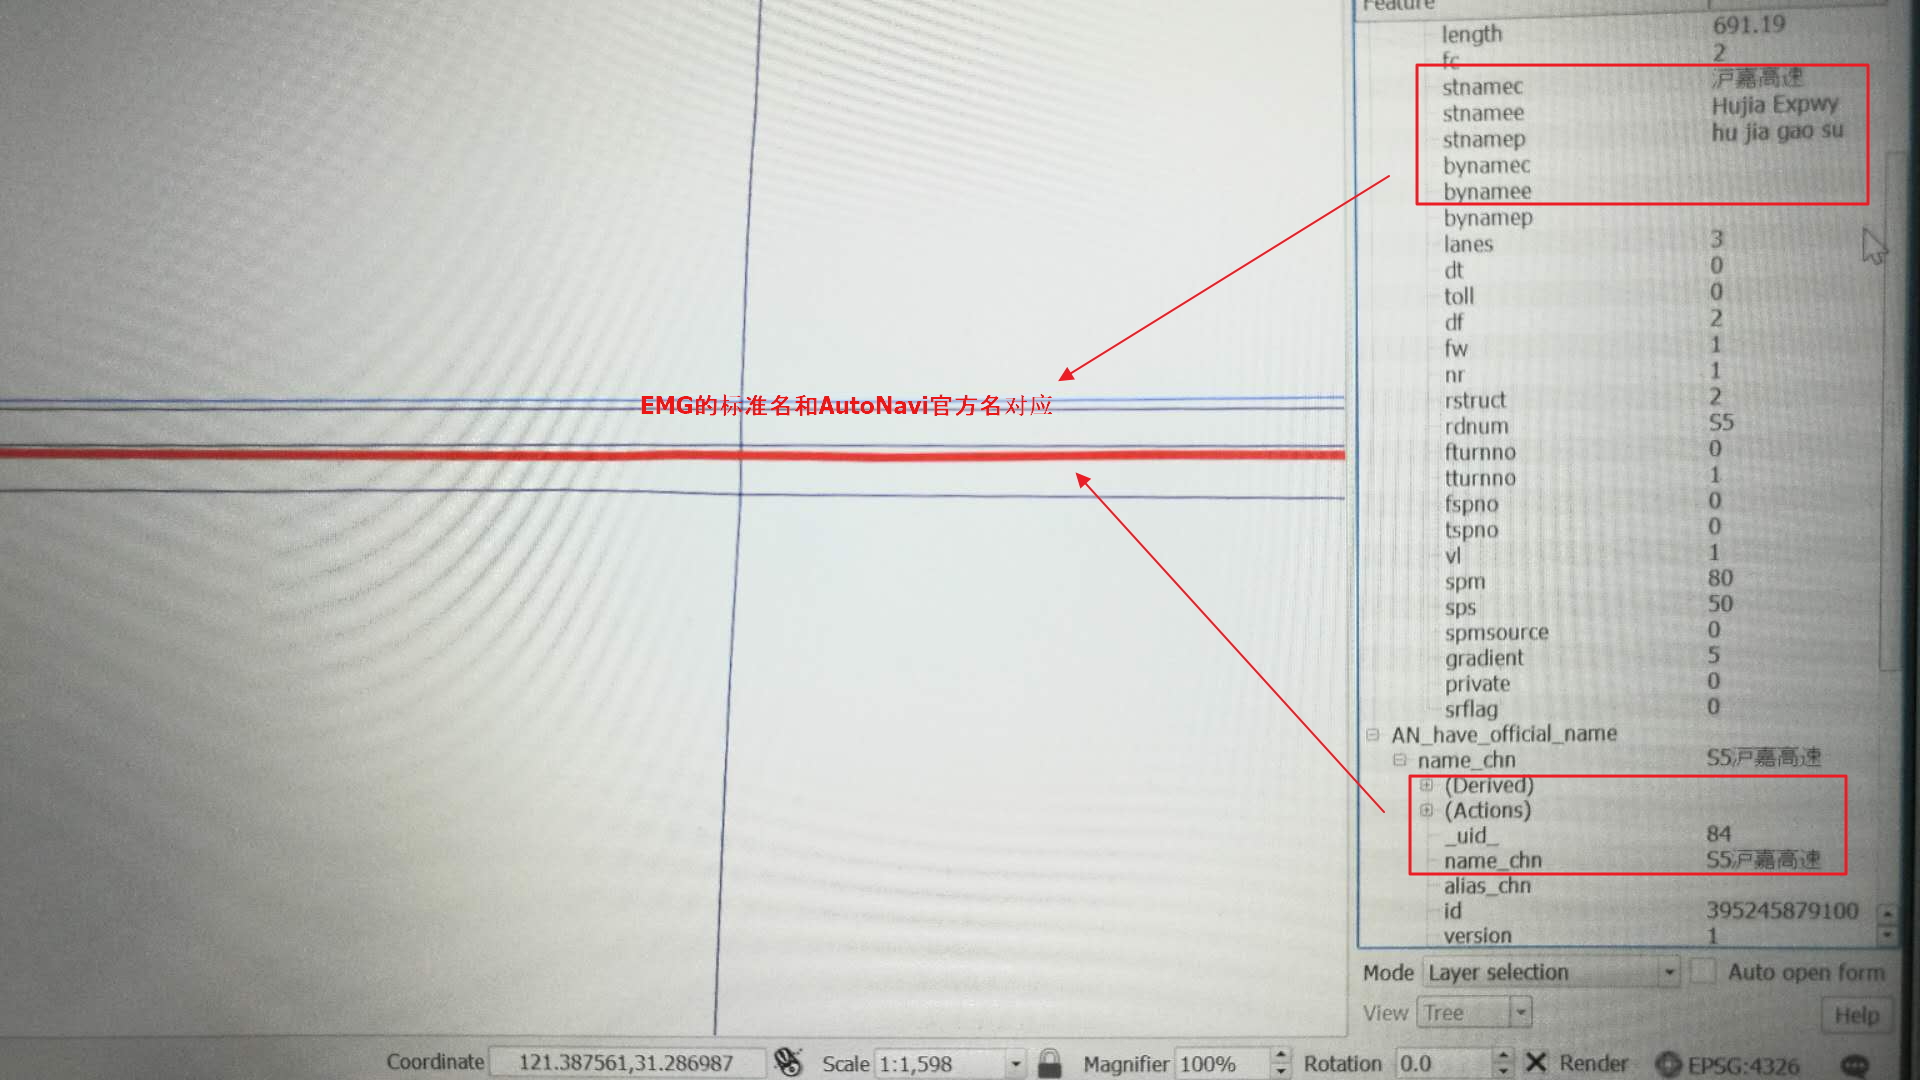 Feature
length 691.19
fc 2
stnamec 沪嘉高速
stnamee Hujia Expwy
stnamep hu jia gao su
bynamec
bynamee
bynamep
lanes 3
dt 0
toll 0
df 2
fw 1
nr 1
rstruct 2
rdnum S5
fturnno 0
tturnno 1
fspno 0
tspno 0
vl 1
spm 80
sps 50
spmsource 0
gradient 5
private 0
srflag 0
AN_have_official_name
name_chn S5沪嘉高速
(Derived)
(Actions)
_uid_ 84
name_chn S5沪嘉高速
alias_chn
id 395245879100
version 1
EMG的标准名和AutoNavi官方名对应
Mode Layer selection Auto open form
View Tree Help
Coordinate 121.387561,31.286987 Scale 1:1,598 Magnifier 100% Rotation 0.0 Render EPSG:4326